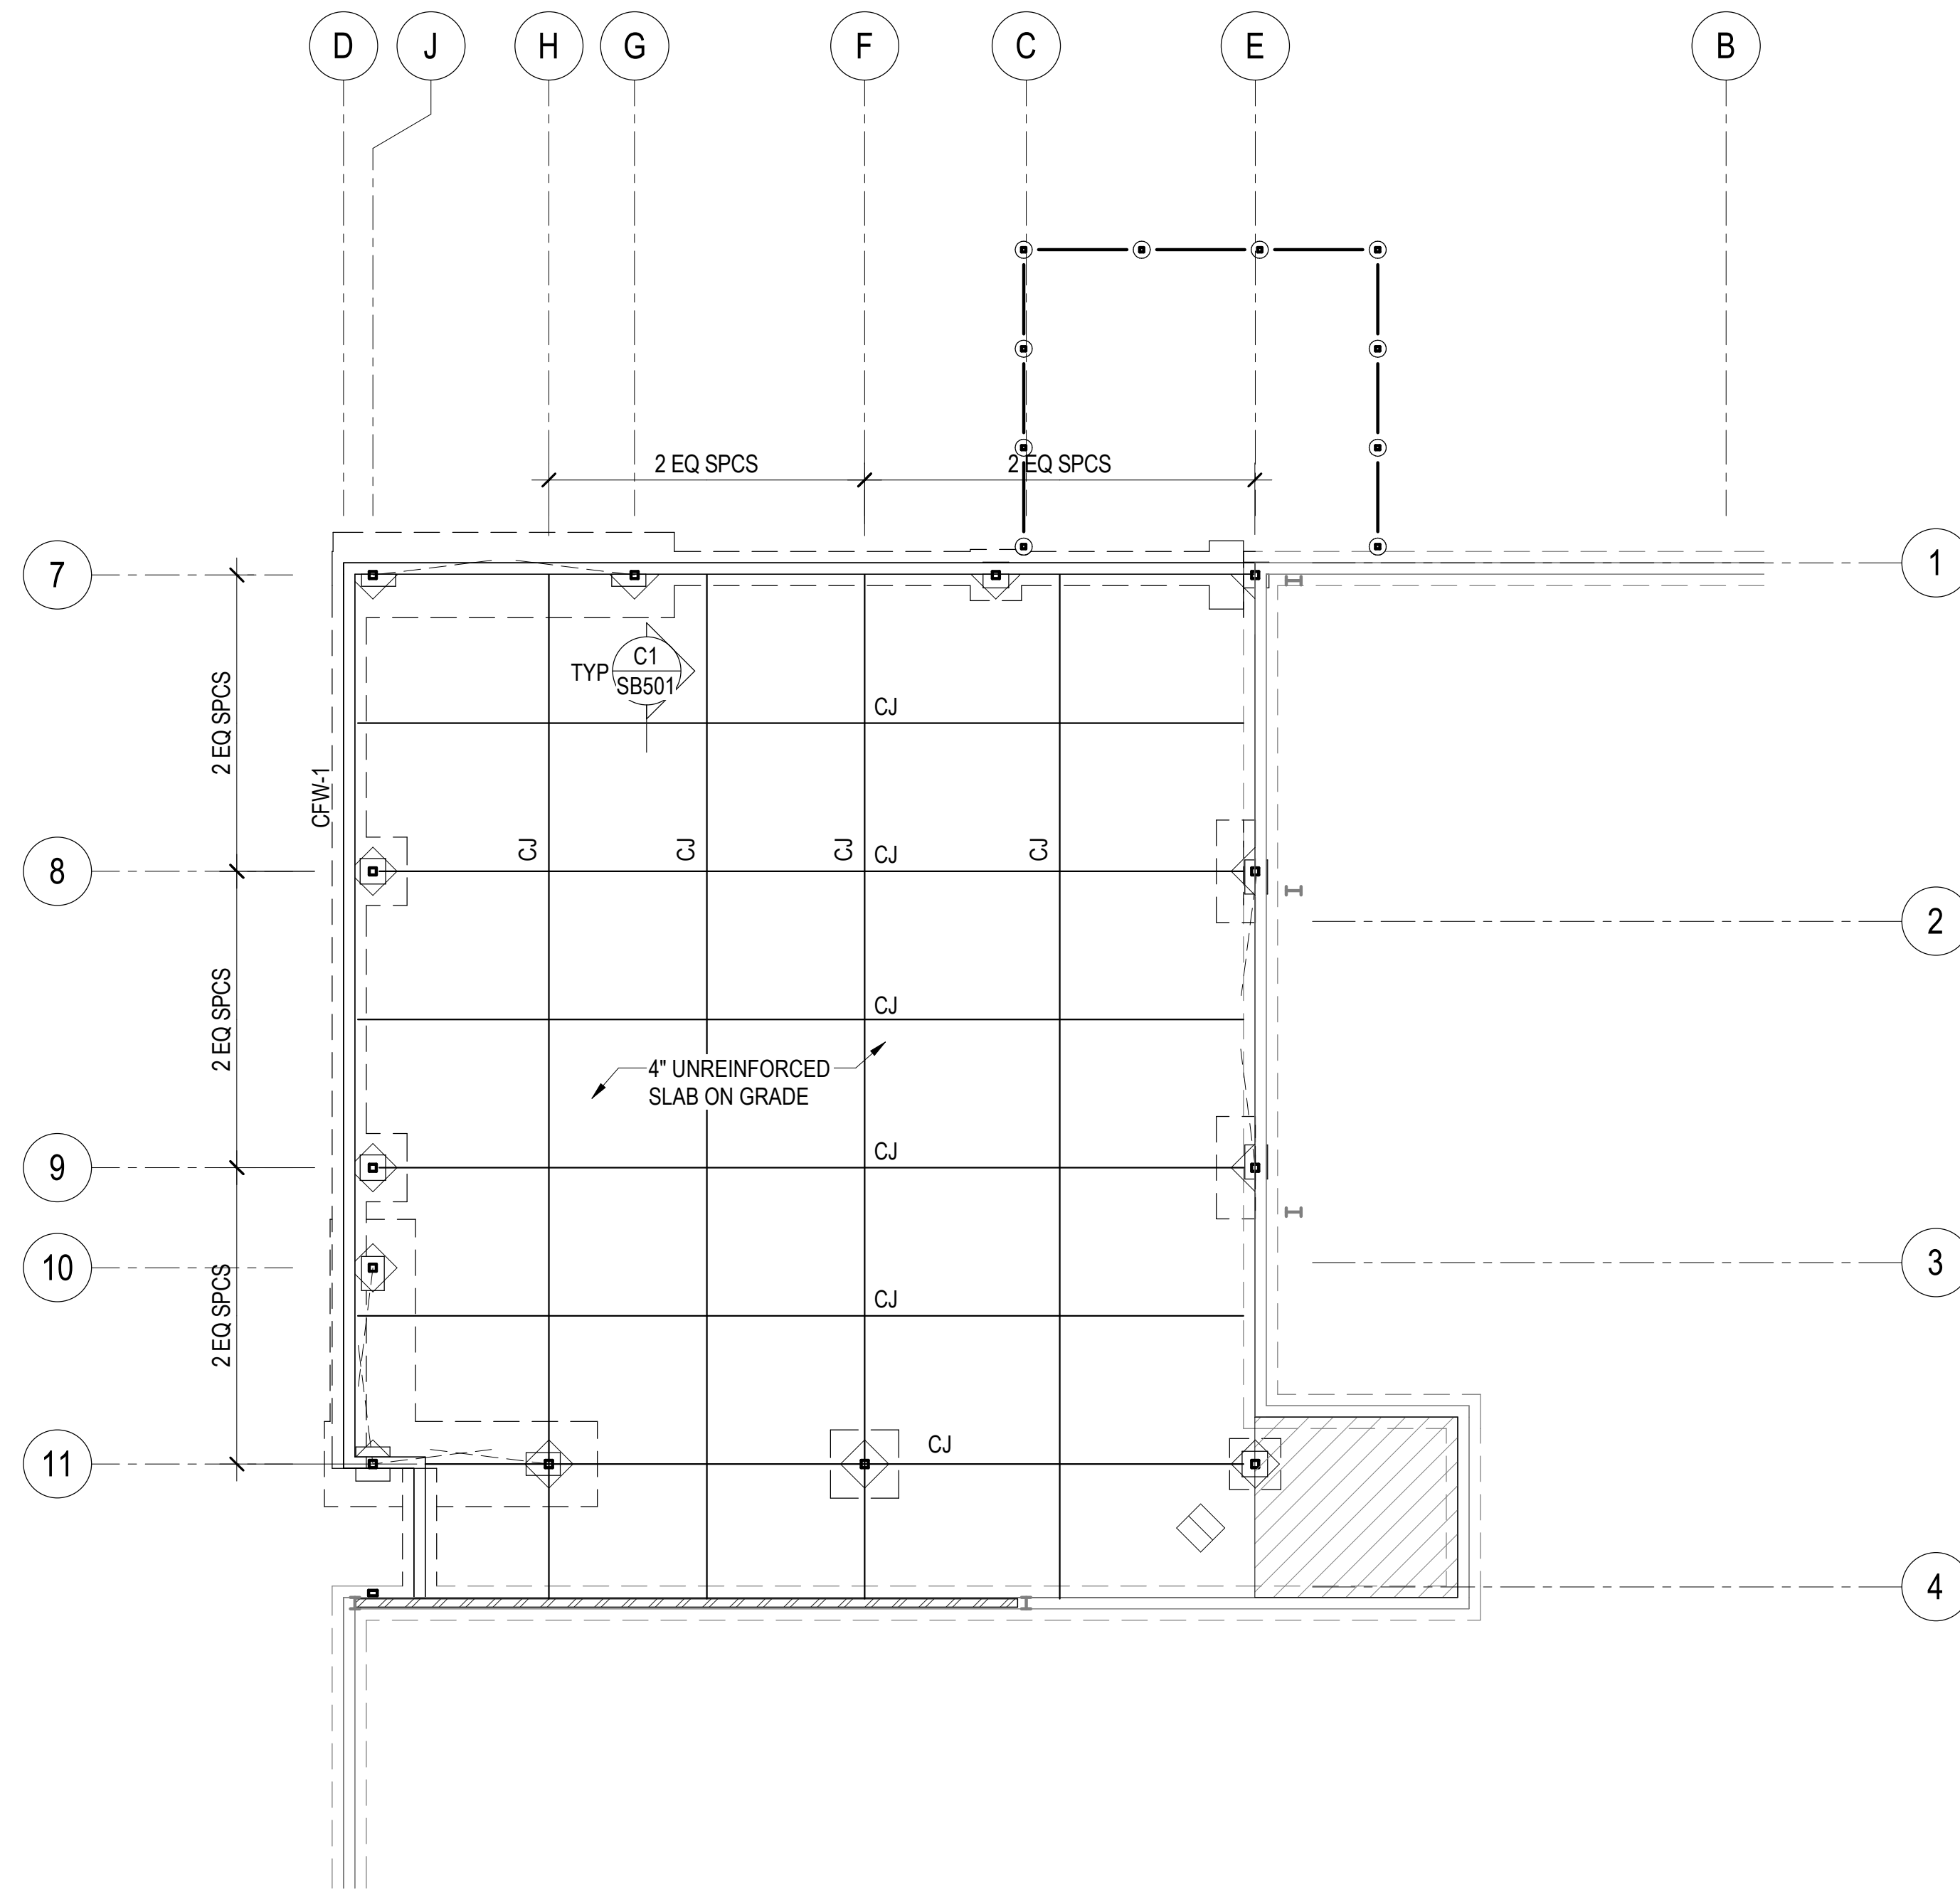 D
J
H
G
F
C
E
B
2 EQ SPCS
2 EQ SPCS
7
1
TYP
C1
SB501
CJ
2 EQ SPCS
CFW-1
CJ
CJ
CJ
CJ
CJ
8
2
CJ
2 EQ SPCS
4" UNREINFORCED
SLAB ON GRADE
CJ
9
10
3
CJ
2 EQ SPCS
CJ
11
4